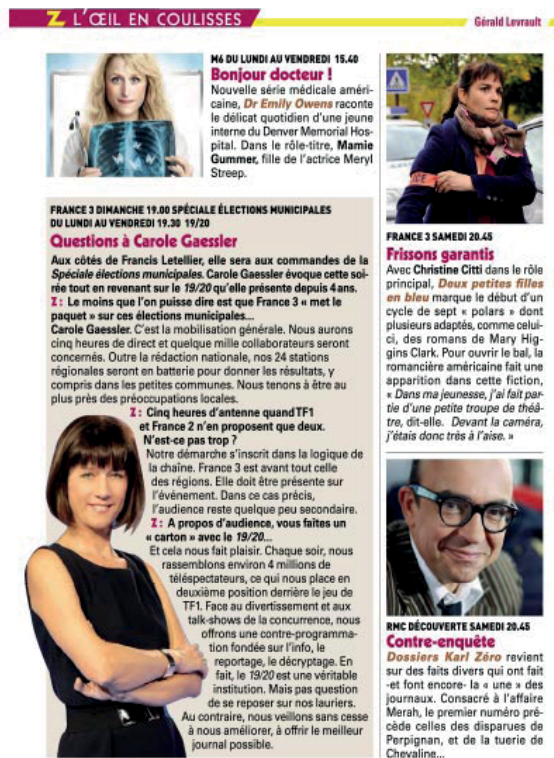 Z L'ŒIL EN COULISSES
Gérald Levrault
M6 DU LUNDI AU VENDREDI 15.40
Bonjour docteur !
Nouvelle série médicale améri-
caine, Dr Emily Owens raconte
le délicat quotidien d'une jeune
interne du Denver Memorial Hos-
pital. Dans le rôle-titre, Mamie
Gummer, fille de l'actrice Meryl
Streep.
FRANCE 3 DIMANCHE 19.00 SPÉCIALE ÉLECTIONS MUNICIPALES
DU LUNDI AU VENDREDI 19.30 19/20
Questions à Carole Gaessler
Aux côtés de Francis Letellier, elle sera aux commandes de la
Spéciale élections municipales. Carole Gaessler évoque cette soi-
rée tout en revenant sur le 19/20 qu'elle présente depuis 4 ans.
Z : Le moins que l'on puisse dire est que France 3 « met le
paquet » sur ces élections municipales...
Carole Gaessler. C'est la mobilisation générale. Nous aurons
cinq heures de direct et quelque mille collaborateurs seront
concernés. Outre la rédaction nationale, nos 24 stations
régionales seront en batterie pour donner les résultats, y
compris dans les petites communes. Nous tenons à être au
plus près des préoccupations locales.
Z : Cinq heures d'antenne quand TF1
et France 2 n'en proposent que deux.
N'est-ce pas trop ?
Notre démarche s'inscrit dans la logique de
la chaîne. France 3 est avant tout celle
des régions. Elle doit être présente sur
l'événement. Dans ce cas précis,
l'audience reste quelque peu secondaire.
Z : A propos d'audience, vous faites un
« carton » avec le 19/20...
Et cela nous fait plaisir. Chaque soir, nous
rassemblons environ 4 millions de
téléspectateurs, ce qui nous place en
deuxième position derrière le jeu de
TF1. Face au divertissement et aux
talk-shows de la concurrence, nous
offrons une contre-programma-
tion fondée sur l'info, le
reportage, le décryptage. En
fait, le 19/20 est une véritable
institution. Mais pas question
de se reposer sur nos lauriers.
Au contraire, nous veillons sans cesse
à nous améliorer, à offrir le meilleur
journal possible.
ICE
FRANCE 3 SAMEDI 20.45
Frissons garantis
Avec Christine Citti dans le rôle
principal, Deux petites filles
en bleu marque le début d'un
cycle de sept « polars » dont
plusieurs adaptés, comme celui-
ci, des romans de Mary Hig-
gins Clark. Pour ouvrir le bal, la
romancière américaine fait une
apparition dans cette fiction,
« Dans ma jeunesse, j'ai fait par-
tie d'une petite troupe de théâ-
tre, dit-elle. Devant la caméra,
j'étais donc très à l'aise. »
RMC DÉCOUVERTE SAMEDI 20.45
Contre-enquête
Dossiers Karl Zéro revient
sur des faits divers qui ont fait
-et font encore- la « une » des
journaux. Consacré à l'affaire
Merah, le premier numéro pré-
cède celles des disparues de
Perpignan, et de la tuerie de
Chevaline...